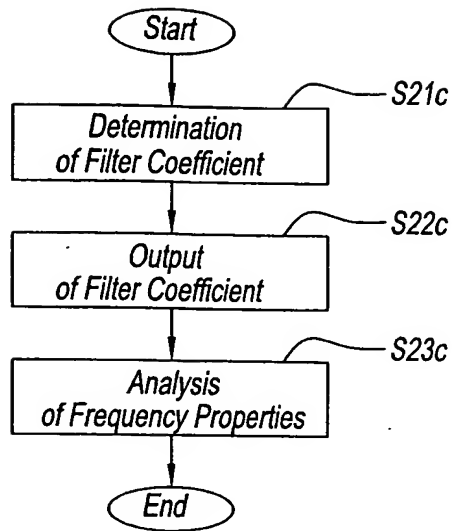 Start
S21c
Determination
of Filter Coefficient
S22c
Output
of Filter Coefficient
S23c
Analysis
of Frequency Properties
End